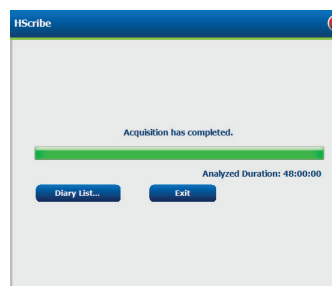 HScribe
Acquisition has completed.
Analyzed Duration: 48:00:00
Diary List... Exit